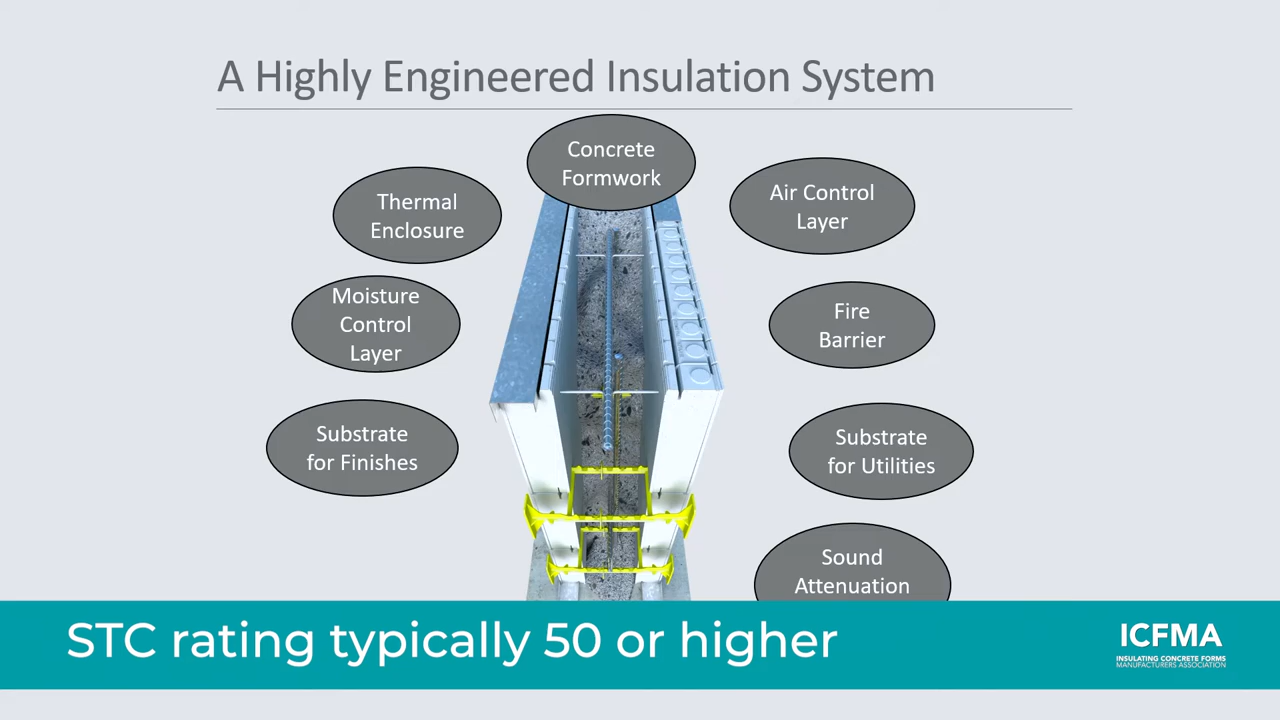 A Highly Engineered Insulation System
Concrete
Formwork
Thermal
Enclosure
Air Control
Layer
Moisture
Control
Layer
Fire
Barrier
Substrate
for Finishes
Substrate
for Utilities
Sound
Attenuation
STC rating typically 50 or higher
ICFMA
INSULATING CONCRETE FORMS
MANUFACTURERS ASSOCIATION